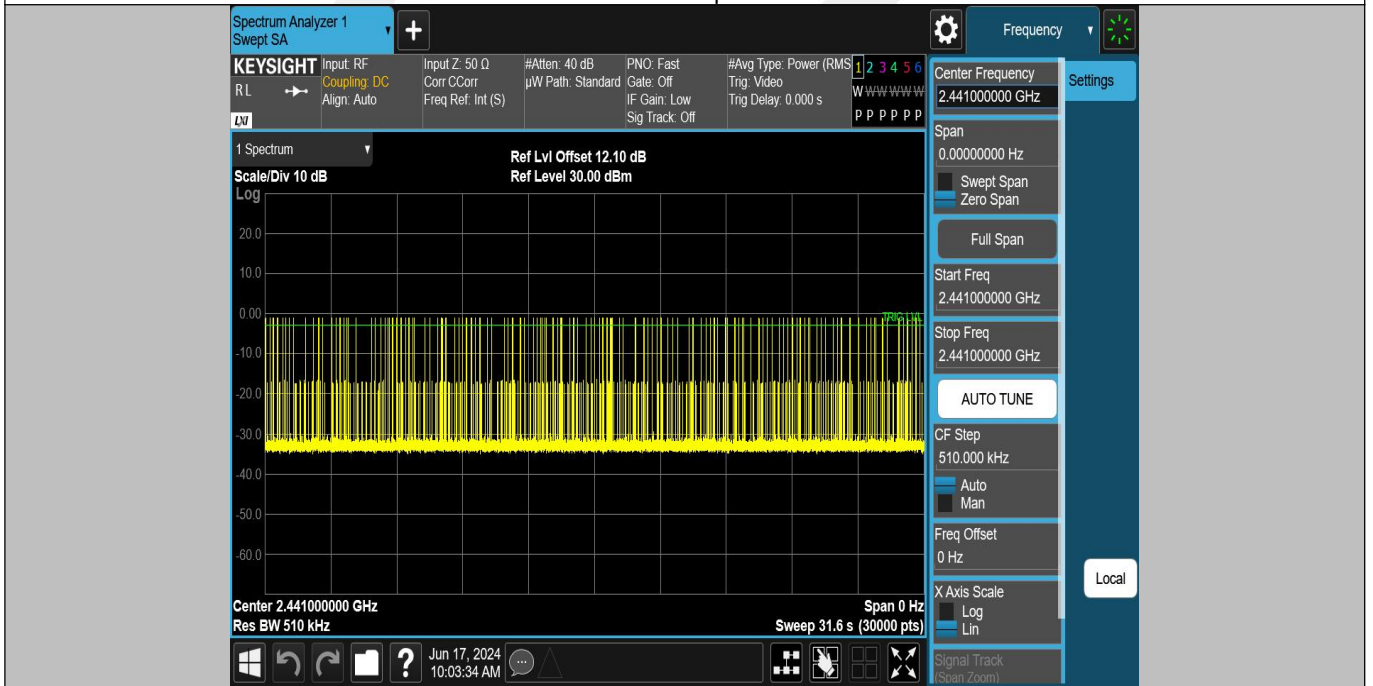 Spectrum Analyzer 1
Swept SA
+
Frequency
KEYSIGHT
RL
LXI
Input: RF
Coupling: DC
Align: Auto
Input Z: 50 Ω
Corr CCorr
Freq Ref: Int (S)
#Atten: 40 dB
µW Path: Standard
PNO: Fast
Gate: Off
IF Gain: Low
Sig Track: Off
#Avg Type: Power (RMS
Trig: Video
Trig Delay: 0.000 s
1 2 3 4 5 6
W W W W W W
P P P P P P
1 Spectrum
Scale/Div 10 dB
Ref Lvl Offset 12.10 dB
Ref Level 30.00 dBm
Log
20.0
10.0
0.00
-10.0
-20.0
-30.0
-40.0
-50.0
-60.0
TRIG LVL
Center 2.441000000 GHz
Res BW 510 kHz
Span 0 Hz
Sweep 31.6 s (30000 pts)
Center Frequency
2.441000000 GHz
Settings
Span
0.00000000 Hz
Swept Span
Zero Span
Full Span
Start Freq
2.441000000 GHz
Stop Freq
2.441000000 GHz
AUTO TUNE
CF Step
510.000 kHz
Auto
Man
Freq Offset
0 Hz
X Axis Scale
Log
Lin
Signal Track
(Span Zoom)
Local
?
Jun 17, 2024
10:03:34 AM